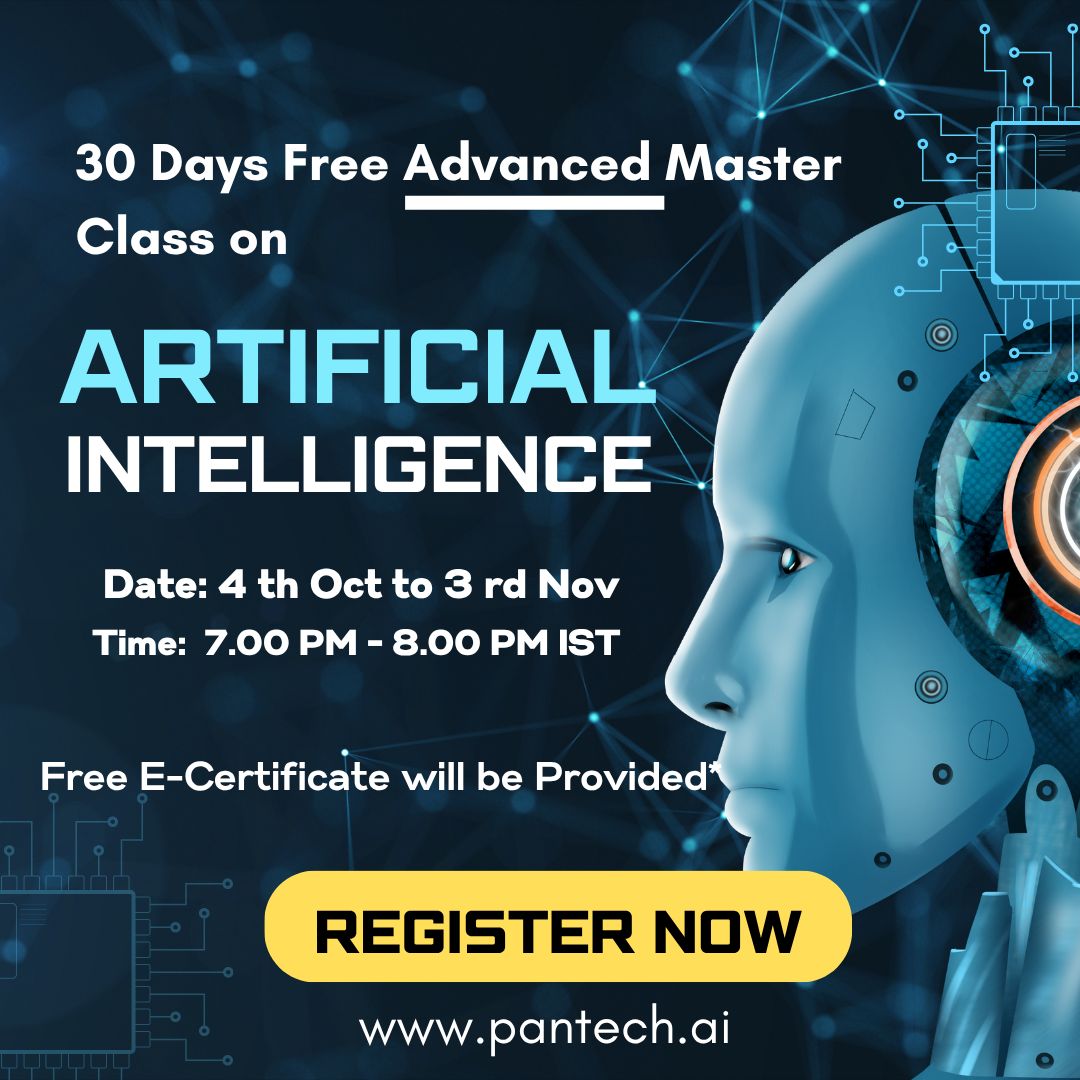 30 Days Free Advanced Master
Class on
ARTIFICIAL
INTELLIGENCE
Date: 4 th Oct to 3 rd Nov
Time: 7.00 PM - 8.00 PM IST
Free E-Certificate will be Provided*
REGISTER NOW
www.pantech.ai